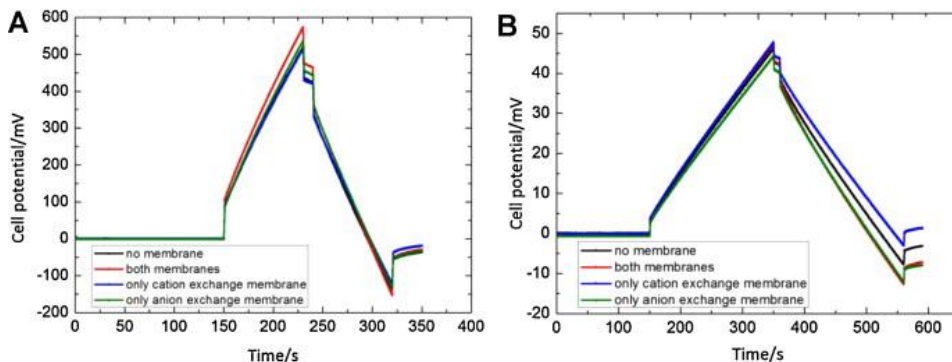 A
Cell potential/mV
600
500
400
300
200
100
0
-100
-200
no membrane
both membranes
only cation exchange membrane
only anion exchange membrane
0 50 100 150 200 250 300 350 400
Time/s
B
Cell potential/mV
50
40
30
20
10
0
-10
-20
no membrane
both membranes
only cation exchange membrane
only anion exchange membrane
0 100 200 300 400 500 600
Time/s